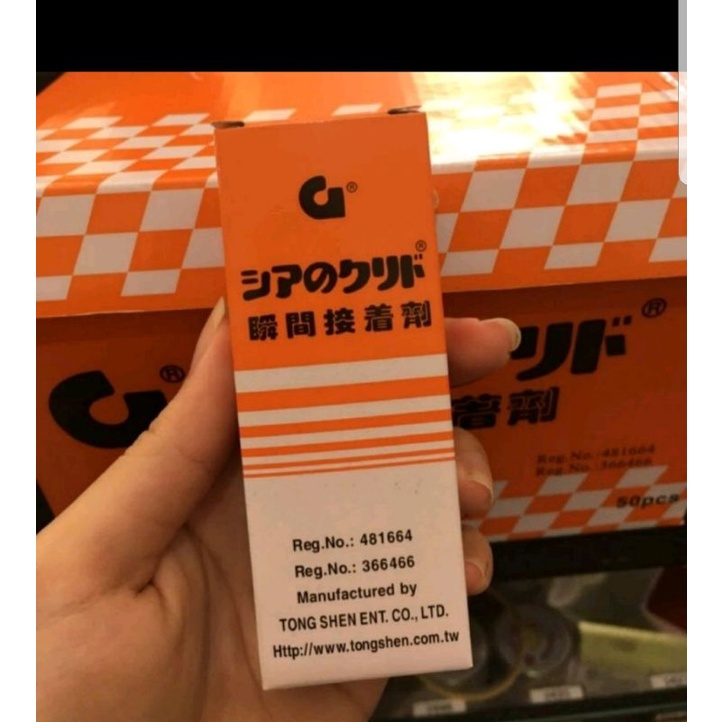 G®
シアのクリド®
瞬間接着劑
Reg.No.: 481664
Reg.No.: 366466
Manufactured by
TONG SHEN ENT. CO., LTD.
Http://www.tongshen.com.tw
G®
リド®
着劑
Reg.No.:481664
Reg.No.:366466
50pcs